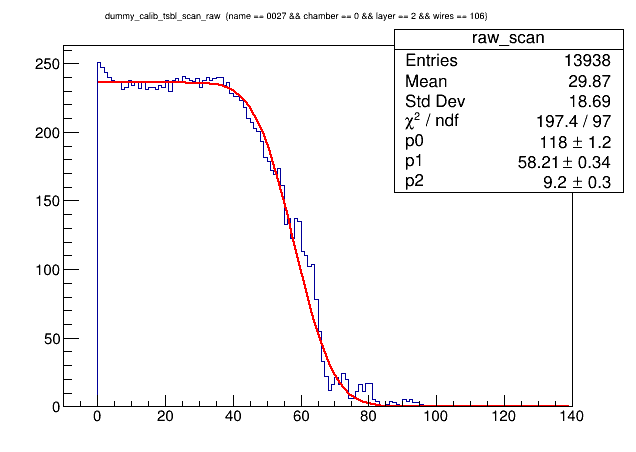 dummy_calib_tsbl_scan_raw (name == 0027 && chamber == 0 && layer == 2 && wires == 106)
raw_scan
Entries 13938
Mean 29.87
Std Dev 18.69
χ² / ndf 197.4 / 97
p0 118 ± 1.2
p1 58.21 ± 0.34
p2 9.2 ± 0.3
250
200
150
100
50
0
0 20 40 60 80 100 120 140